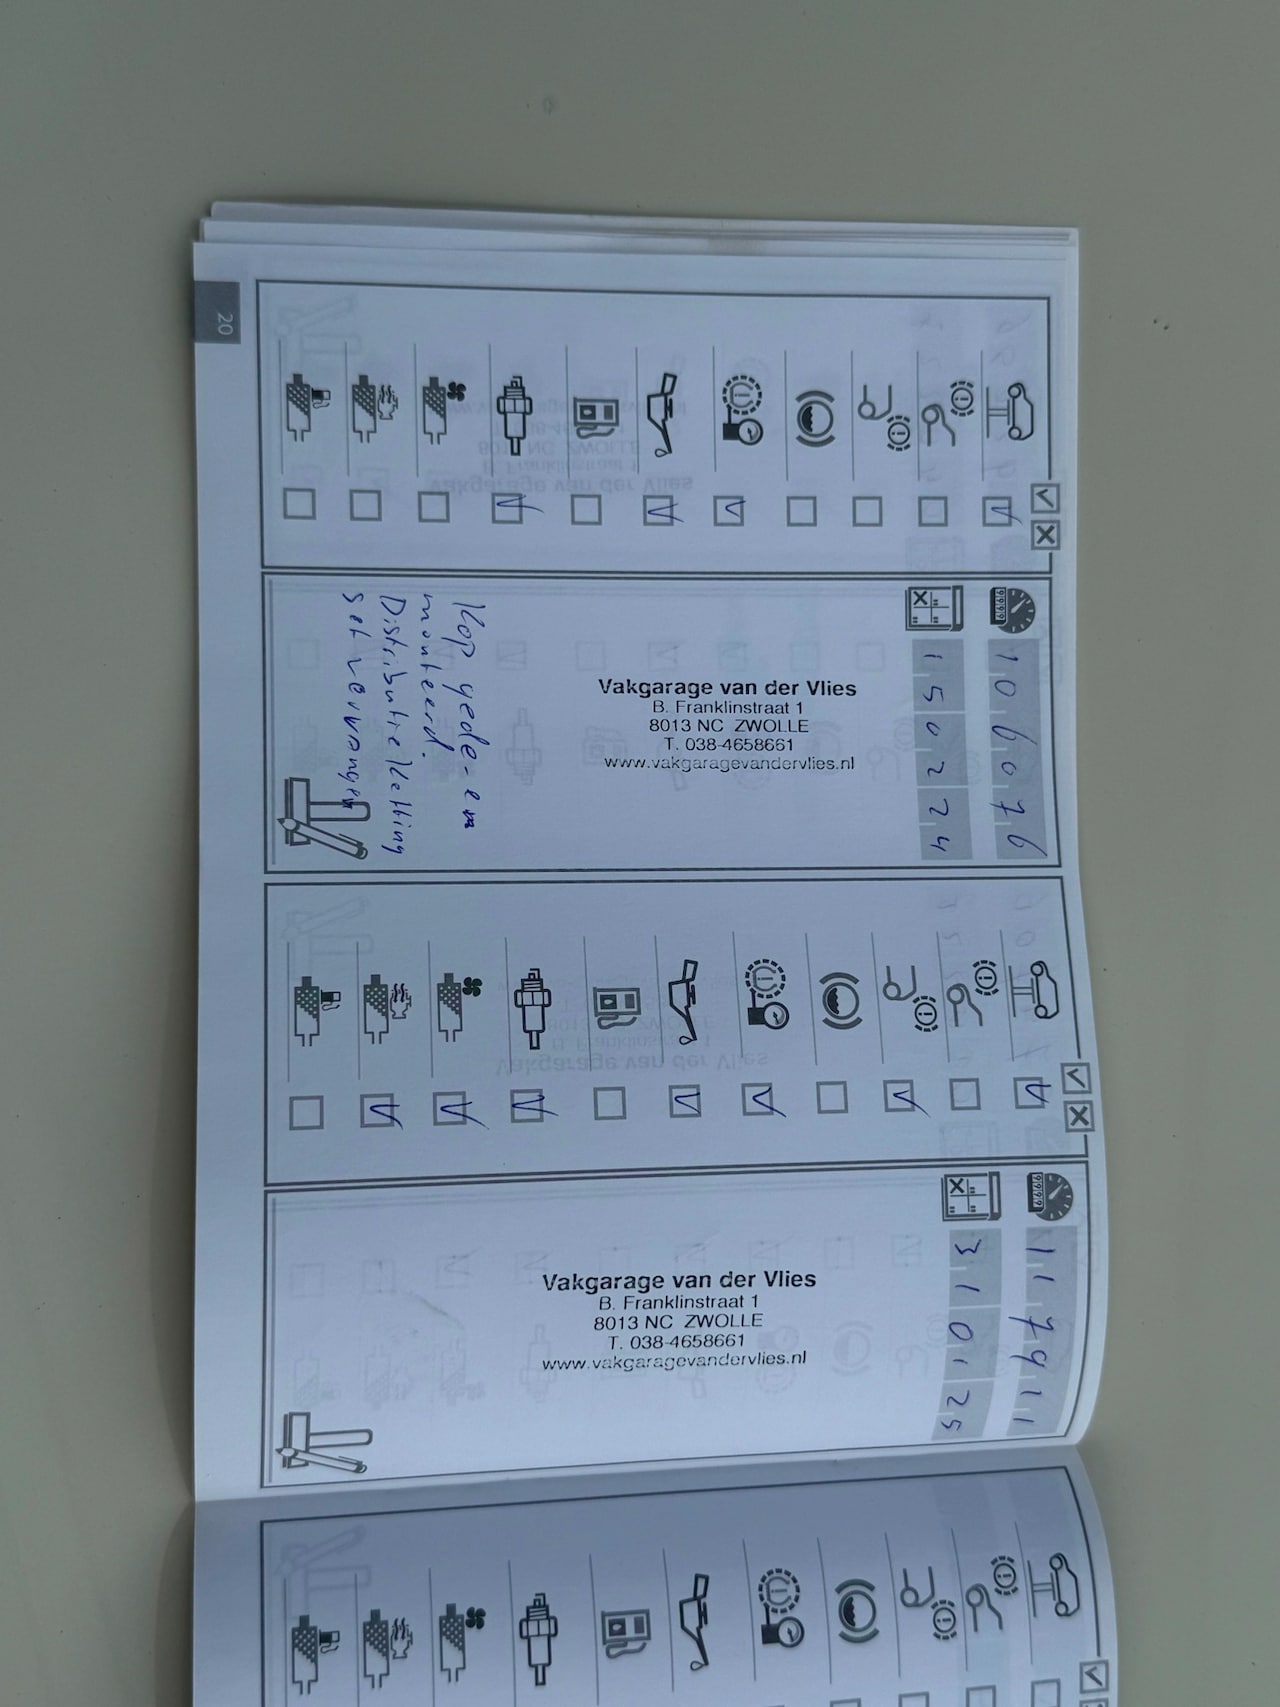 20
106076
150224
Vakgarage van der Vlies
B. Franklinstraat 1
8013 NC ZWOLLE
T. 038-4658661
www.vakgaragevandervlies.nl
Kop gede-en
monteerd.
Distributie Ketting
set vervangen
117911
310125
Vakgarage van der Vlies
B. Franklinstraat 1
8013 NC ZWOLLE
T. 038-4658661
www.vakgaragevandervlies.nl